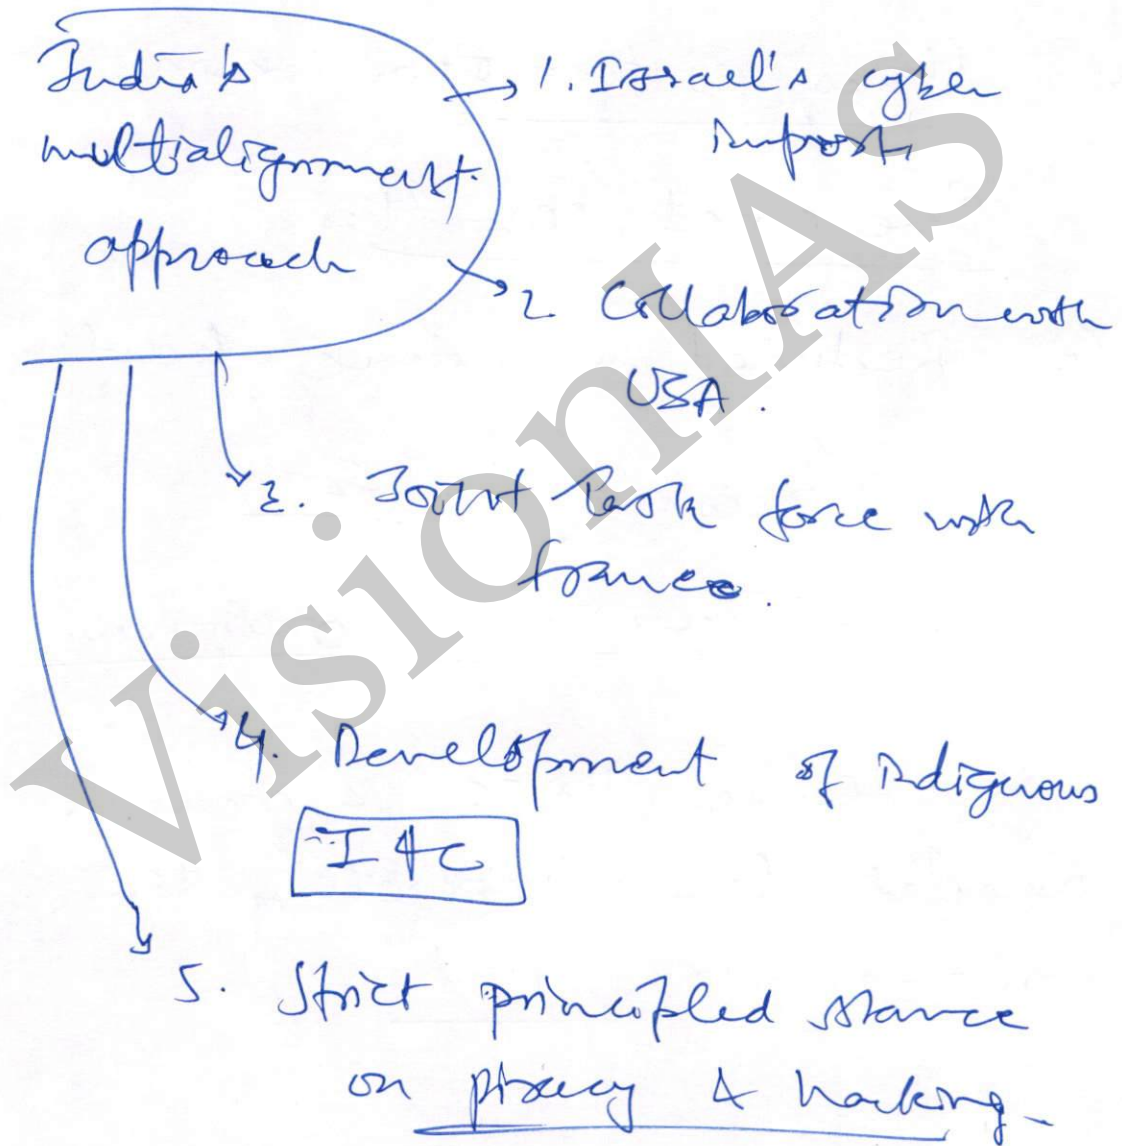 India's
multialignment
approach
1. Israel's cyber
support
2. Collaboration with
USA.
3. Joint Task force with
france.
4. Development of indigenous
I4C
5. Strict principled stance
on piracy & hacking.
VisionIAS